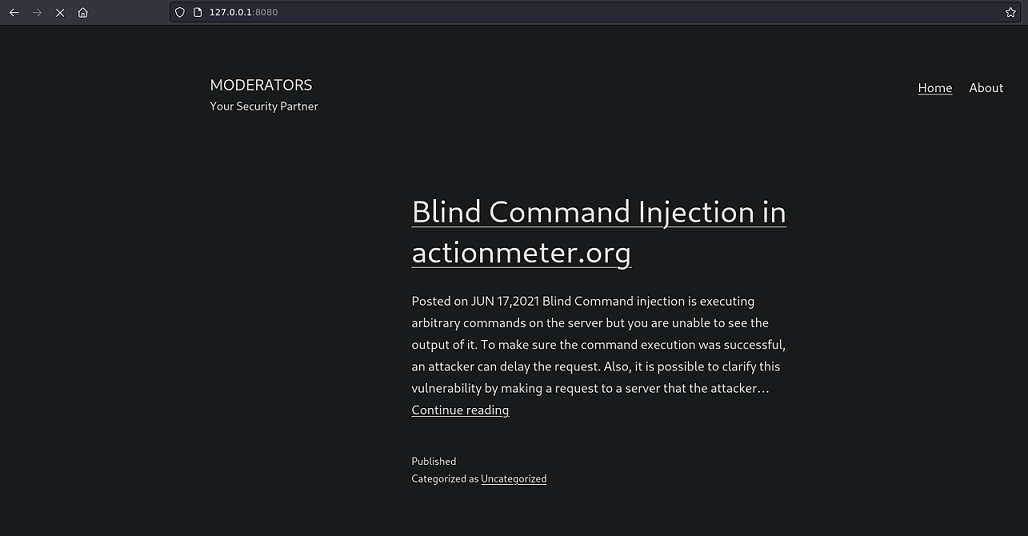 127.0.0.1:8080
MODERATORS
Your Security Partner
Home About
Blind Command Injection in
actionmeter.org
Posted on JUN 17,2021 Blind Command injection is executing
arbitrary commands on the server but you are unable to see the
output of it. To make sure the command execution was successful,
an attacker can delay the request. Also, it is possible to clarify this
vulnerability by making a request to a server that the attacker…
Continue reading
Published
Categorized as Uncategorized